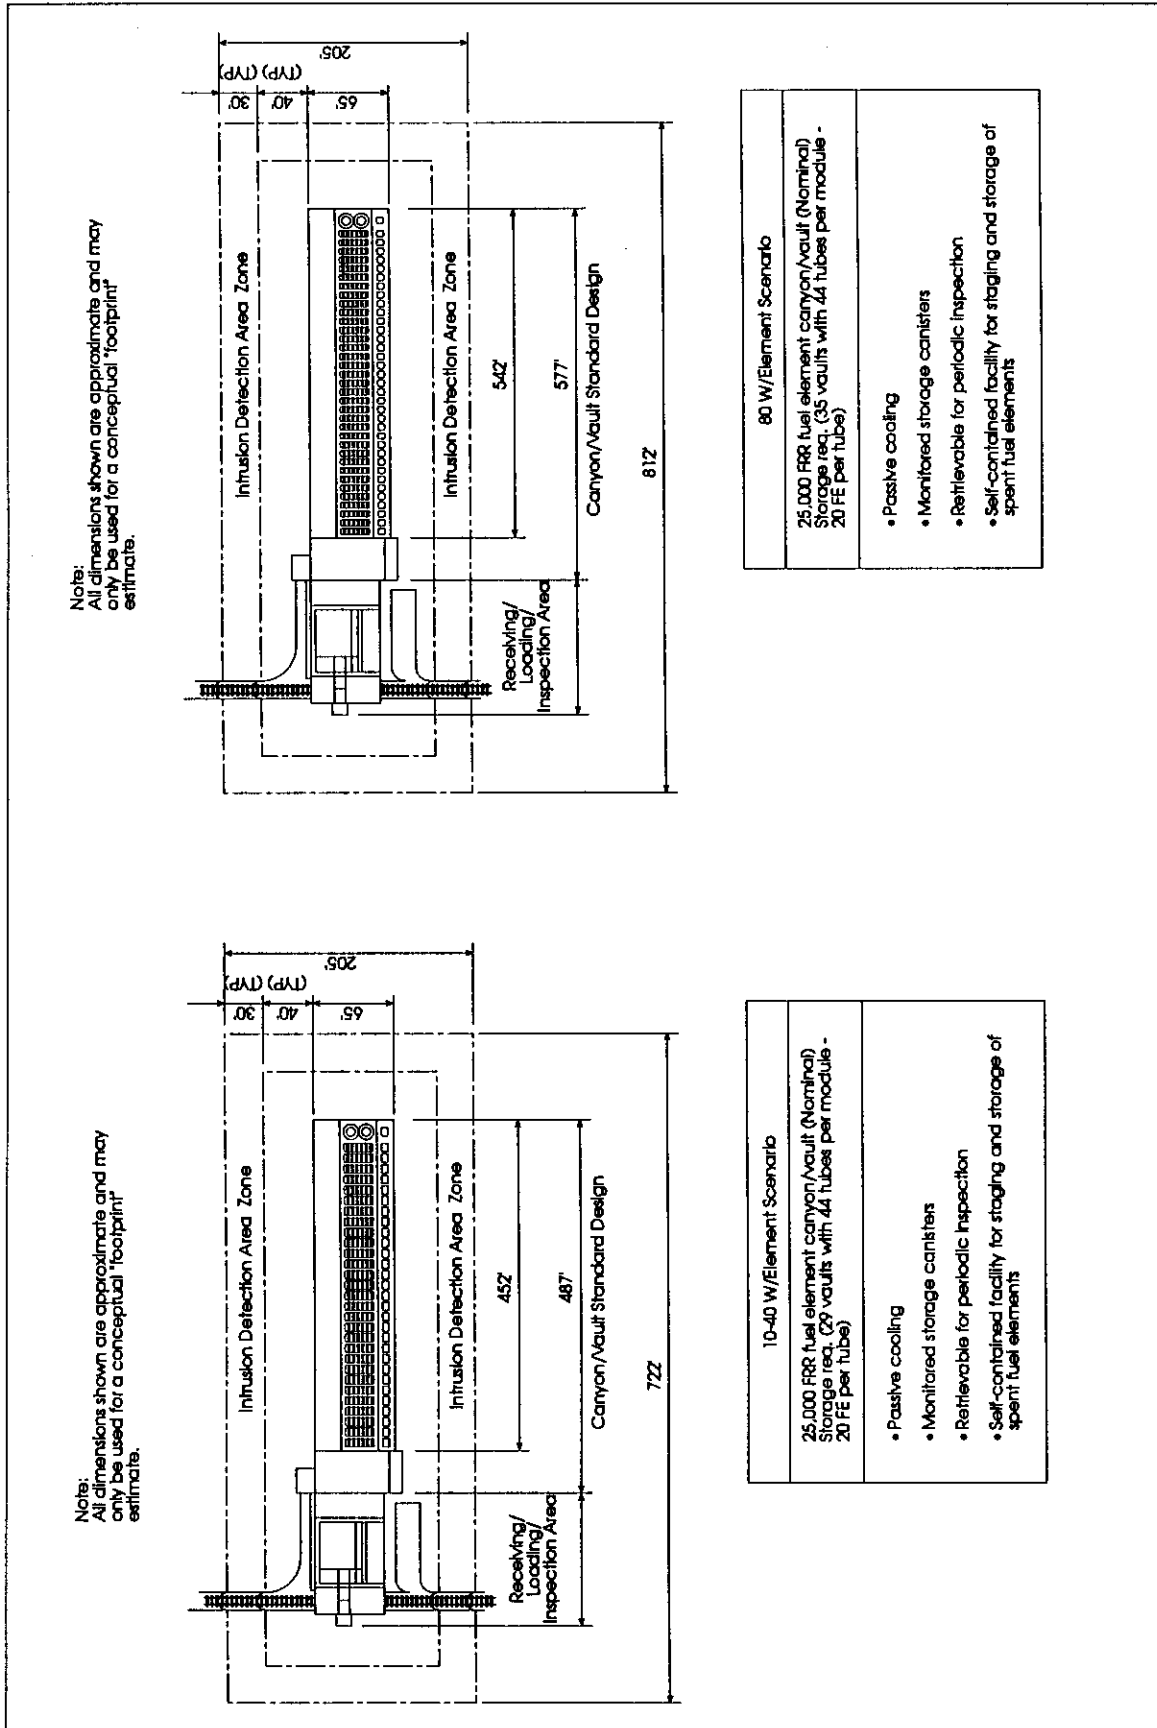 Note:
All dimensions shown are approximate and may
only be used for a conceptual "footprint"
estimate.
30' (TYP)
40' (TYP)
65'
205'
Intrusion Detection Area Zone
Intrusion Detection Area Zone
452'
487'
Receiving/
Loading/
Inspection Area
Canyon/Vault Standard Design
722'
10-40 W/Element Scenario
25,000 FRR fuel element canyon/vault (Nominal)
Storage req. (29 vaults with 44 tubes per module -
20 FE per tube)
• Passive cooling
• Monitored storage canisters
• Retrievable for periodic inspection
• Self-contained facility for staging and storage of
spent fuel elements
Note:
All dimensions shown are approximate and may
only be used for a conceptual "footprint"
estimate.
30' (TYP)
40' (TYP)
65'
205'
Intrusion Detection Area Zone
Intrusion Detection Area Zone
542'
577'
Receiving/
Loading/
Inspection Area
Canyon/Vault Standard Design
812'
80 W/Element Scenario
25,000 FRR fuel element canyon/vault (Nominal)
Storage req. (35 vaults with 44 tubes per module -
20 FE per tube)
• Passive cooling
• Monitored storage canisters
• Retrievable for periodic inspection
• Self-contained facility for staging and storage of
spent fuel elements